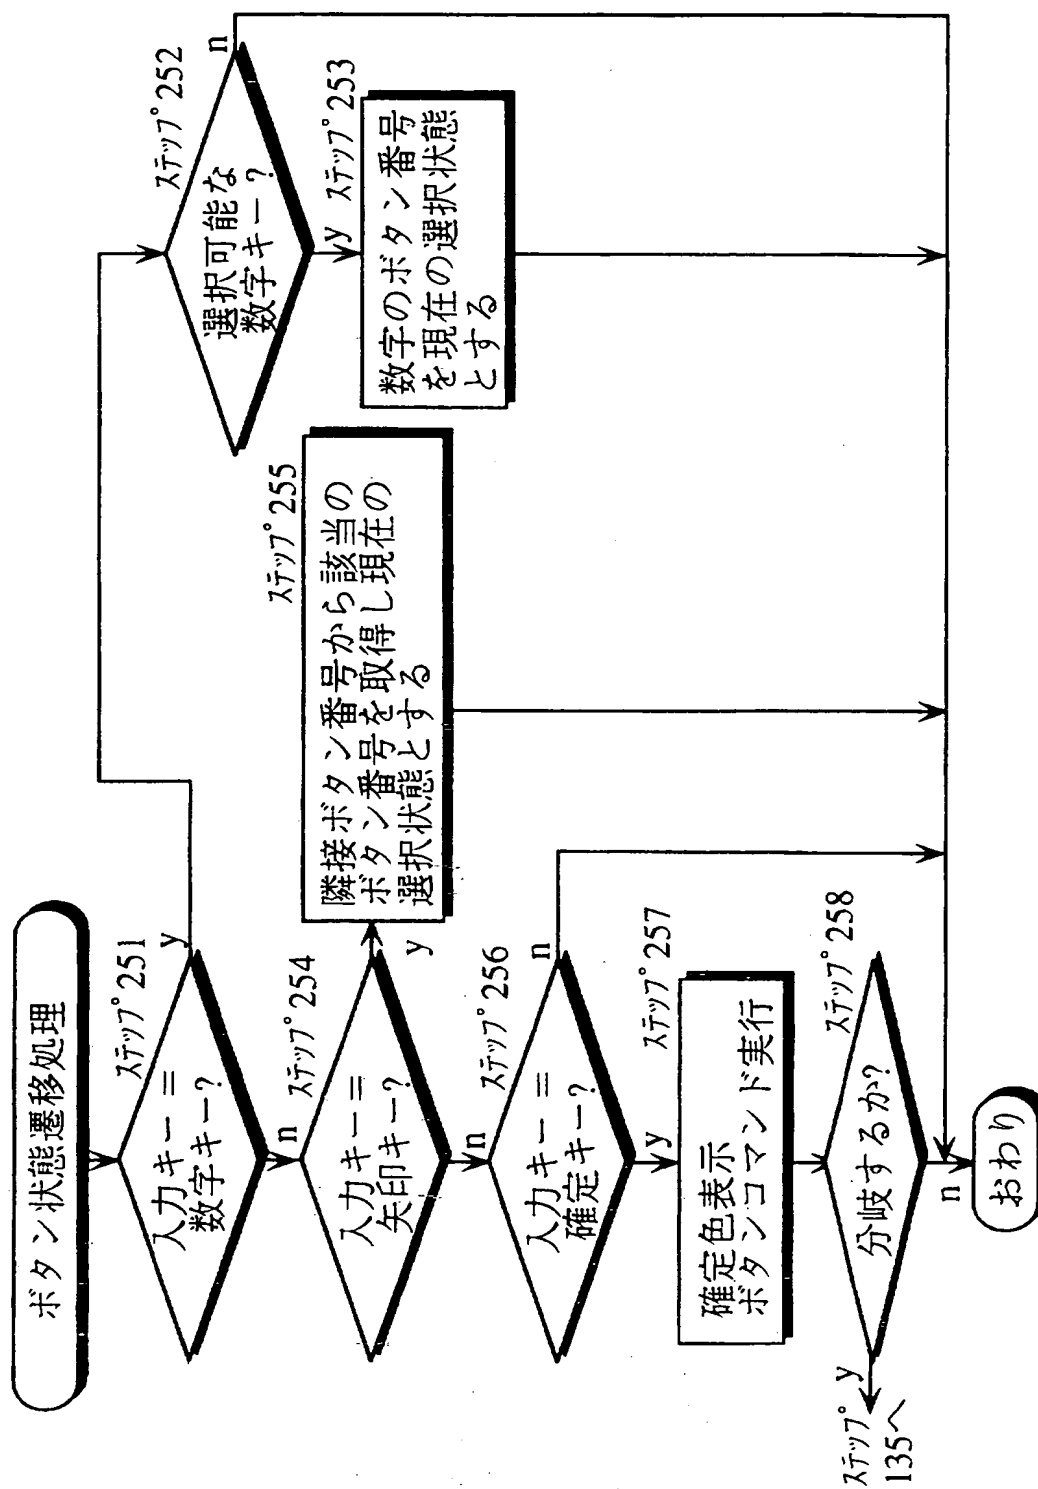 ボタン状態遷移処理
ステップ251
入力キー＝
数字キー？
y
n
ステップ252
選択可能な
数字キー？
n
y
ステップ253
数字のボタン番号
を現在の選択状態
とする
ステップ254
入力キー＝
矢印キー？
y
n
ステップ255
隣接ボタン番号から該当の
ボタン番号を取得し現在の
選択状態とする
ステップ256
入力キー＝
確定キー？
n
y
ステップ257
確定色表示
ボタンコマンド実行
ステップ258
分岐するか？
y
ステップ
135へ
n
おわり